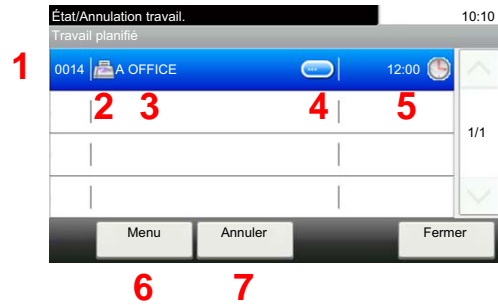 État/Annulation travail. 10:10
Travail planifié
1 0014 A OFFICE 12:00
2 3 4 5
1/1
Menu Annuler Fermer
6 7